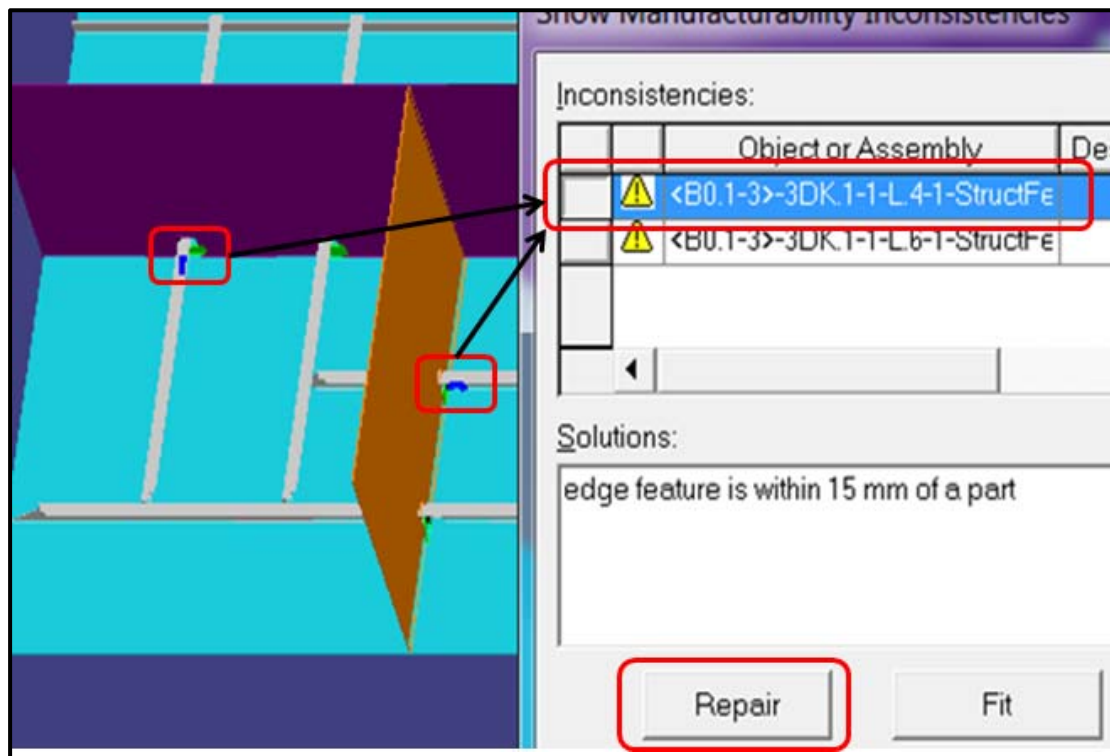 Show Manufacturability Inconsistencies
Inconsistencies:
Object or Assembly De
<B0.1-3>-3DK.1-1-L.4-1-StructFe
<B0.1-3>-3DK.1-1-L.6-1-StructFe
Solutions:
edge feature is within 15 mm of a part
Repair Fit